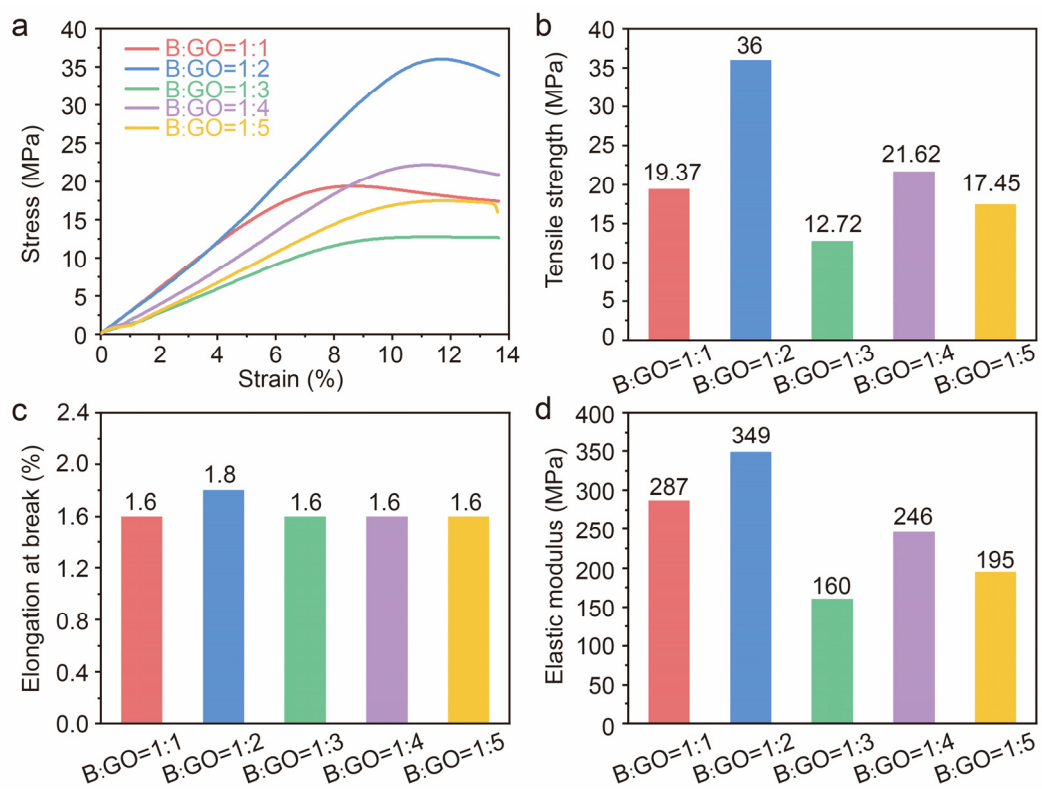 a
40
35
30
25
20
15
10
5
0
Stress (MPa)
B:GO=1:1
B:GO=1:2
B:GO=1:3
B:GO=1:4
B:GO=1:5
0 2 4 6 8 10 12 14
Strain (%)
b
40
35
30
25
20
15
10
5
0
Tensile strength (MPa)
19.37
36
12.72
21.62
17.45
B:GO=1:1
B:GO=1:2
B:GO=1:3
B:GO=1:4
B:GO=1:5
c
2.4
2.0
1.6
1.2
0.8
0.4
0.0
Elongation at break (%)
1.6
1.8
1.6
1.6
1.6
B:GO=1:1
B:GO=1:2
B:GO=1:3
B:GO=1:4
B:GO=1:5
d
400
350
300
250
200
150
100
50
0
Elastic modulus (MPa)
287
349
160
246
195
B:GO=1:1
B:GO=1:2
B:GO=1:3
B:GO=1:4
B:GO=1:5